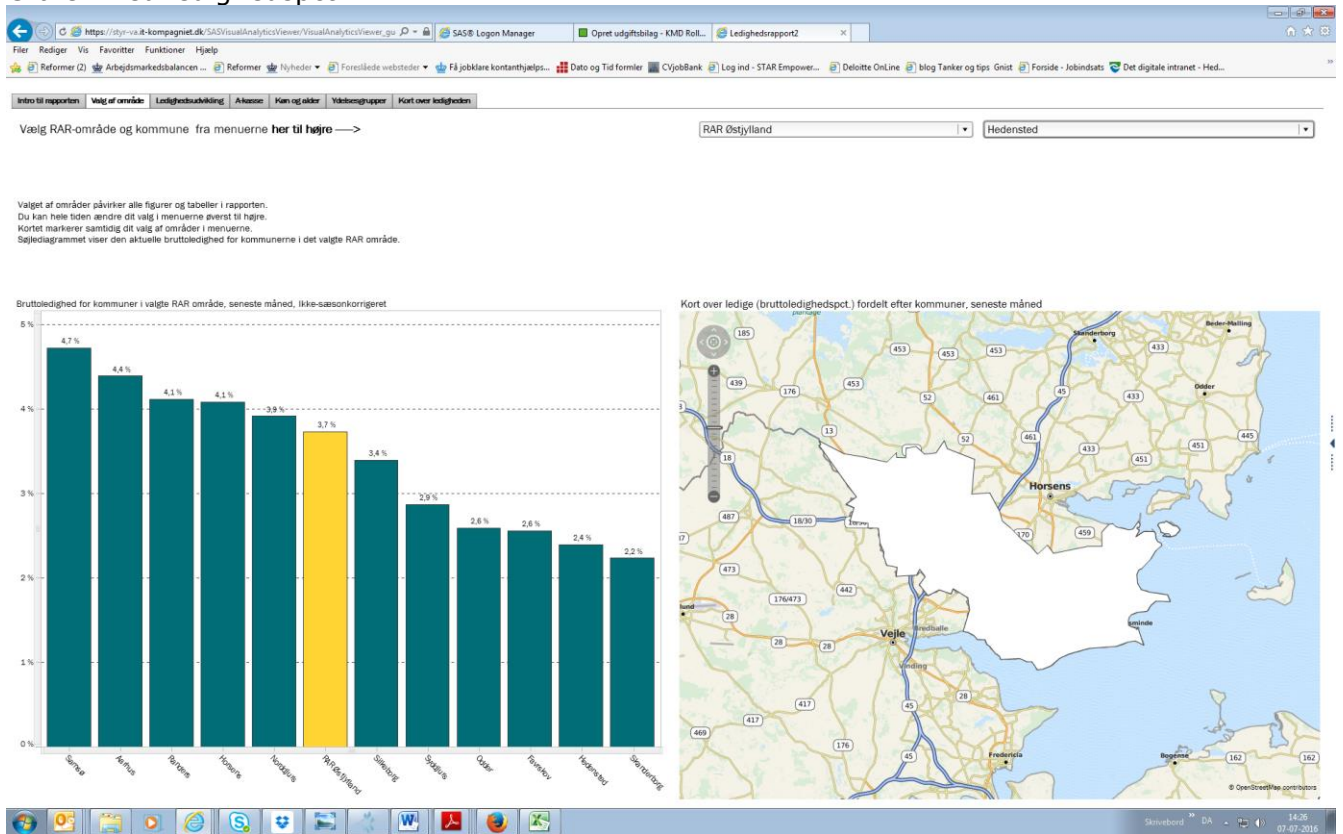 https://styr-va.it-kompagniet.dk/SASVisualAnalyticsViewer/VisualAnalyticsViewer_gu
SAS® Logon Manager
Opret udgiftsbilag - KMD Roll...
Ledighedsrapport2
Filer Rediger Vis Favoritter Funktioner Hjælp
Reformer (2) Arbejdsmarkedsbalancen ... Reformer Nyheder Foreslåede websteder Få jobklare kontanthjælps... Dato og Tid formler CVjobBank Log ind - STAR Empower... Deloitte OnLine blog Tanker og tips Gnist Forside - Jobindsats Det digitale intranet - Hed...
Intro til rapporten Valg af område Ledighedsudvikling A-kasse Køn og alder Ydelsesgrupper Kort over ledigheden
Vælg RAR-område og kommune fra menuerne her til højre —->
RAR Østjylland
Hedensted
Valget af områder påvirker alle figurer og tabeller i rapporten.
Du kan hele tiden ændre dit valg i menuerne øverst til højre.
Kortet markerer samtidig dit valg af områder i menuerne.
Søjlediagrammet viser den aktuelle bruttoledighed for kommunerne i det valgte RAR område.
Bruttoledighed for kommuner i valgte RAR område, seneste måned, Ikke-sæsonkorrigeret
5 %
4 %
3 %
2 %
1 %
0 %
4,7 %
4,4 %
4,1 %
4,1 %
3,9 %
3,7 %
3,4 %
2,9 %
2,6 %
2,6 %
2,4 %
2,2 %
Samsø
Aarhus
Randers
Horsens
Norddjurs
RAR Østjylland
Silkeborg
Syddjurs
Odder
Favrskov
Hedensted
Skanderborg
Kort over ledige (bruttoledighedspct.) fordelt efter kommuner, seneste måned
185
Skanderborg
Beder-Malling
453
453
453
433
439
176
453
52
461
45
433
Odder
13
52
461
433
451
451
445
18
Horsens
487
18/30
170
459
473
176/473
442
28
Vejle
Bredballe
sminde
28
28
Vinding
417
28
417
45
469
176
45
Fredericia
Bogense
162
162
© OpenStreetMap contributors
Skrivebord
DA
14:26
07-07-2016